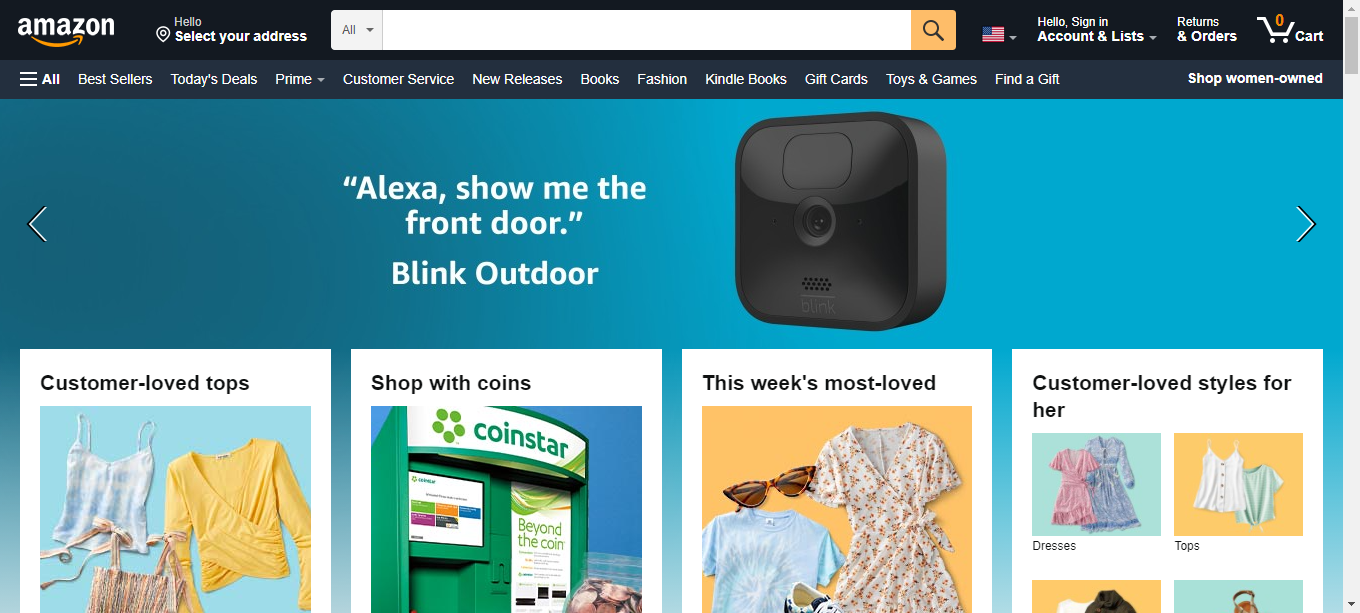 amazon
Hello
Select your address
All
Hello, Sign in
Account & Lists
Returns
& Orders
0
Cart
All
Best Sellers
Today's Deals
Prime
Customer Service
New Releases
Books
Fashion
Kindle Books
Gift Cards
Toys & Games
Find a Gift
Shop women-owned
“Alexa, show me the
front door.”
Blink Outdoor
blink
Customer-loved tops
Shop with coins
This week's most-loved
Customer-loved styles for
her
coinstar
coinstar
Beyond
the coin
coinstar
Dresses
Tops